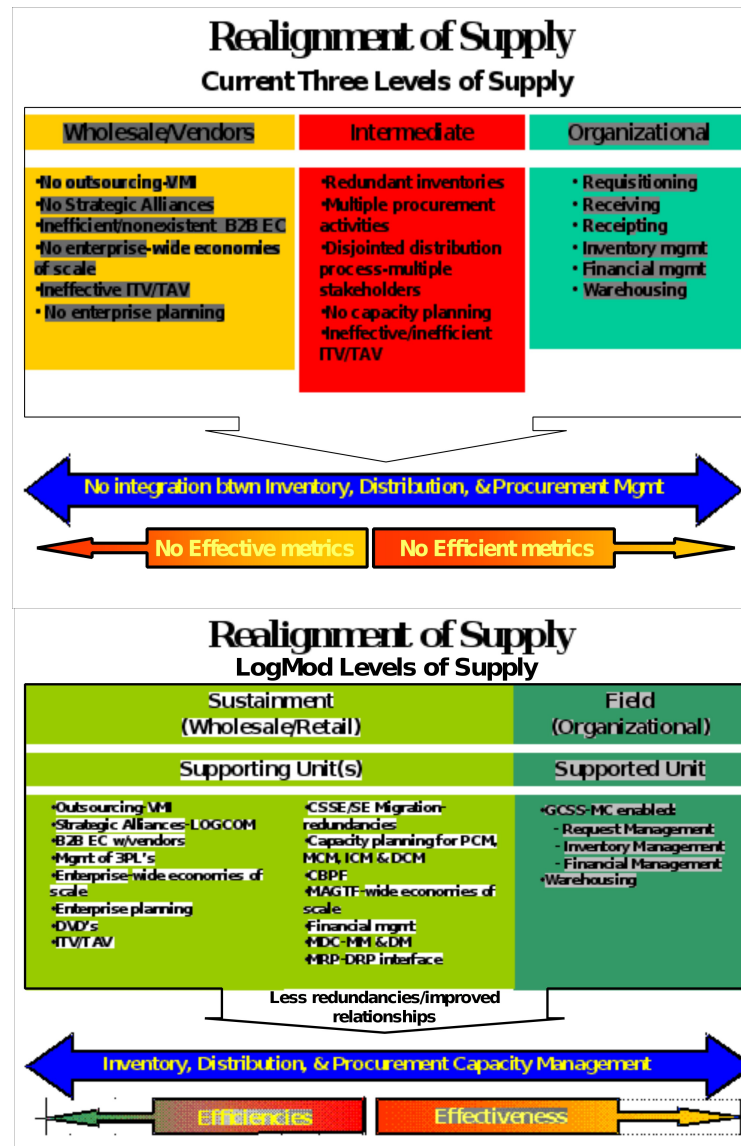 Realignment of Supply
Current Three Levels of Supply
Wholesale/Vendors
•No outsourcing-VMI
•No Strategic Alliances
•Inefficient/nonexistent B2B EC
•No enterprise-wide economies
of scale
•Ineffective ITV/TAV
• No enterprise planning
Intermediate
•Redundant inventories
•Multiple procurement
activities
•Disjointed distribution
process-multiple
stakeholders
•No capacity planning
•Ineffective/inefficient
ITV/TAV
Organizational
• Requisitioning
• Receiving
• Receipting
• Inventory mgmt
• Financial mgmt
• Warehousing
No integration btwn Inventory, Distribution, & Procurement Mgmt
No Effective metrics
No Efficient metrics
Realignment of Supply
LogMod Levels of Supply
Sustainment
(Wholesale/Retail)
Field
(Organizational)
Supporting Unit(s)
Supported Unit
•Outsourcing-VMI
•Strategic Alliances-LOGCOM
•B2B EC w/vendors
•Mgmt of 3PL's
•Enterprise-wide economies of
scale
•Enterprise planning
•DVD's
•ITV/TAV
•CSSE/SE Migration-
redundancies
•Capacity planning for PCM,
MCM, ICM & DCM
•CBPF
•MAGTF-wide economies of
scale
•Financial mgmt
•MDC-MM & DM
•MRP-DRP interface
•GCSS-MC enabled:
- Request Management
- Inventory Management
- Financial Management
•Warehousing
Less redundancies/improved
relationships
Inventory, Distribution, & Procurement Capacity Management
Efficiencies
Effectiveness